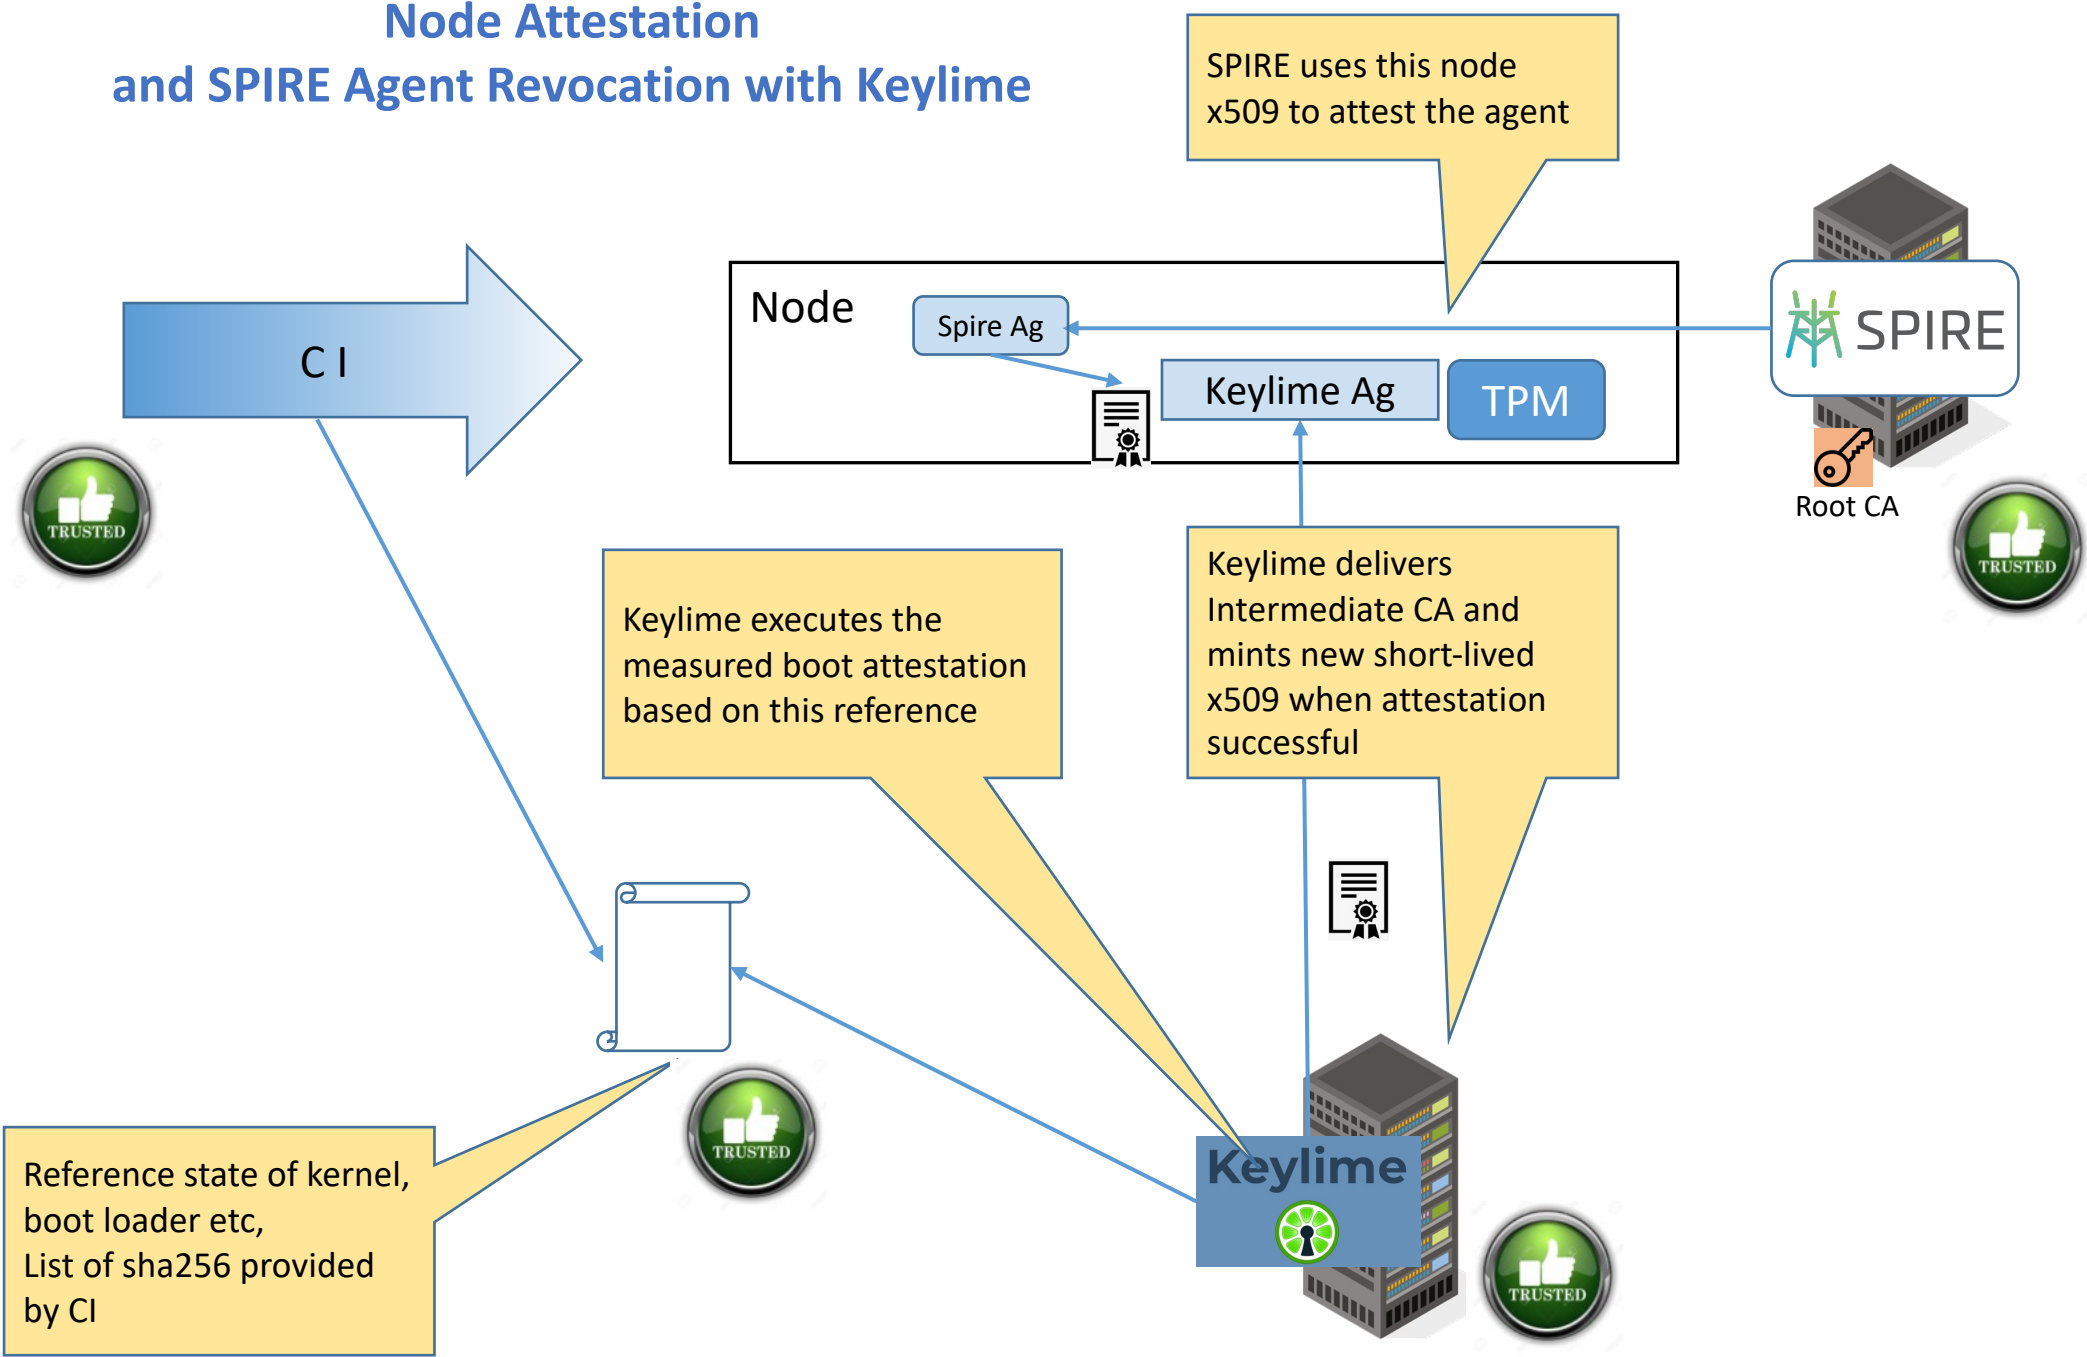 Node Attestation
and SPIRE Agent Revocation with Keylime
SPIRE uses this node
x509 to attest the agent
C I
TRUSTED
Node
Spire Ag
Keylime Ag
TPM
SPIRE
Root CA
TRUSTED
Keylime executes the
measured boot attestation
based on this reference
Keylime delivers
Intermediate CA and
mints new short-lived
x509 when attestation
successful
TRUSTED
Reference state of kernel,
boot loader etc,
List of sha256 provided
by CI
Keylime
TRUSTED